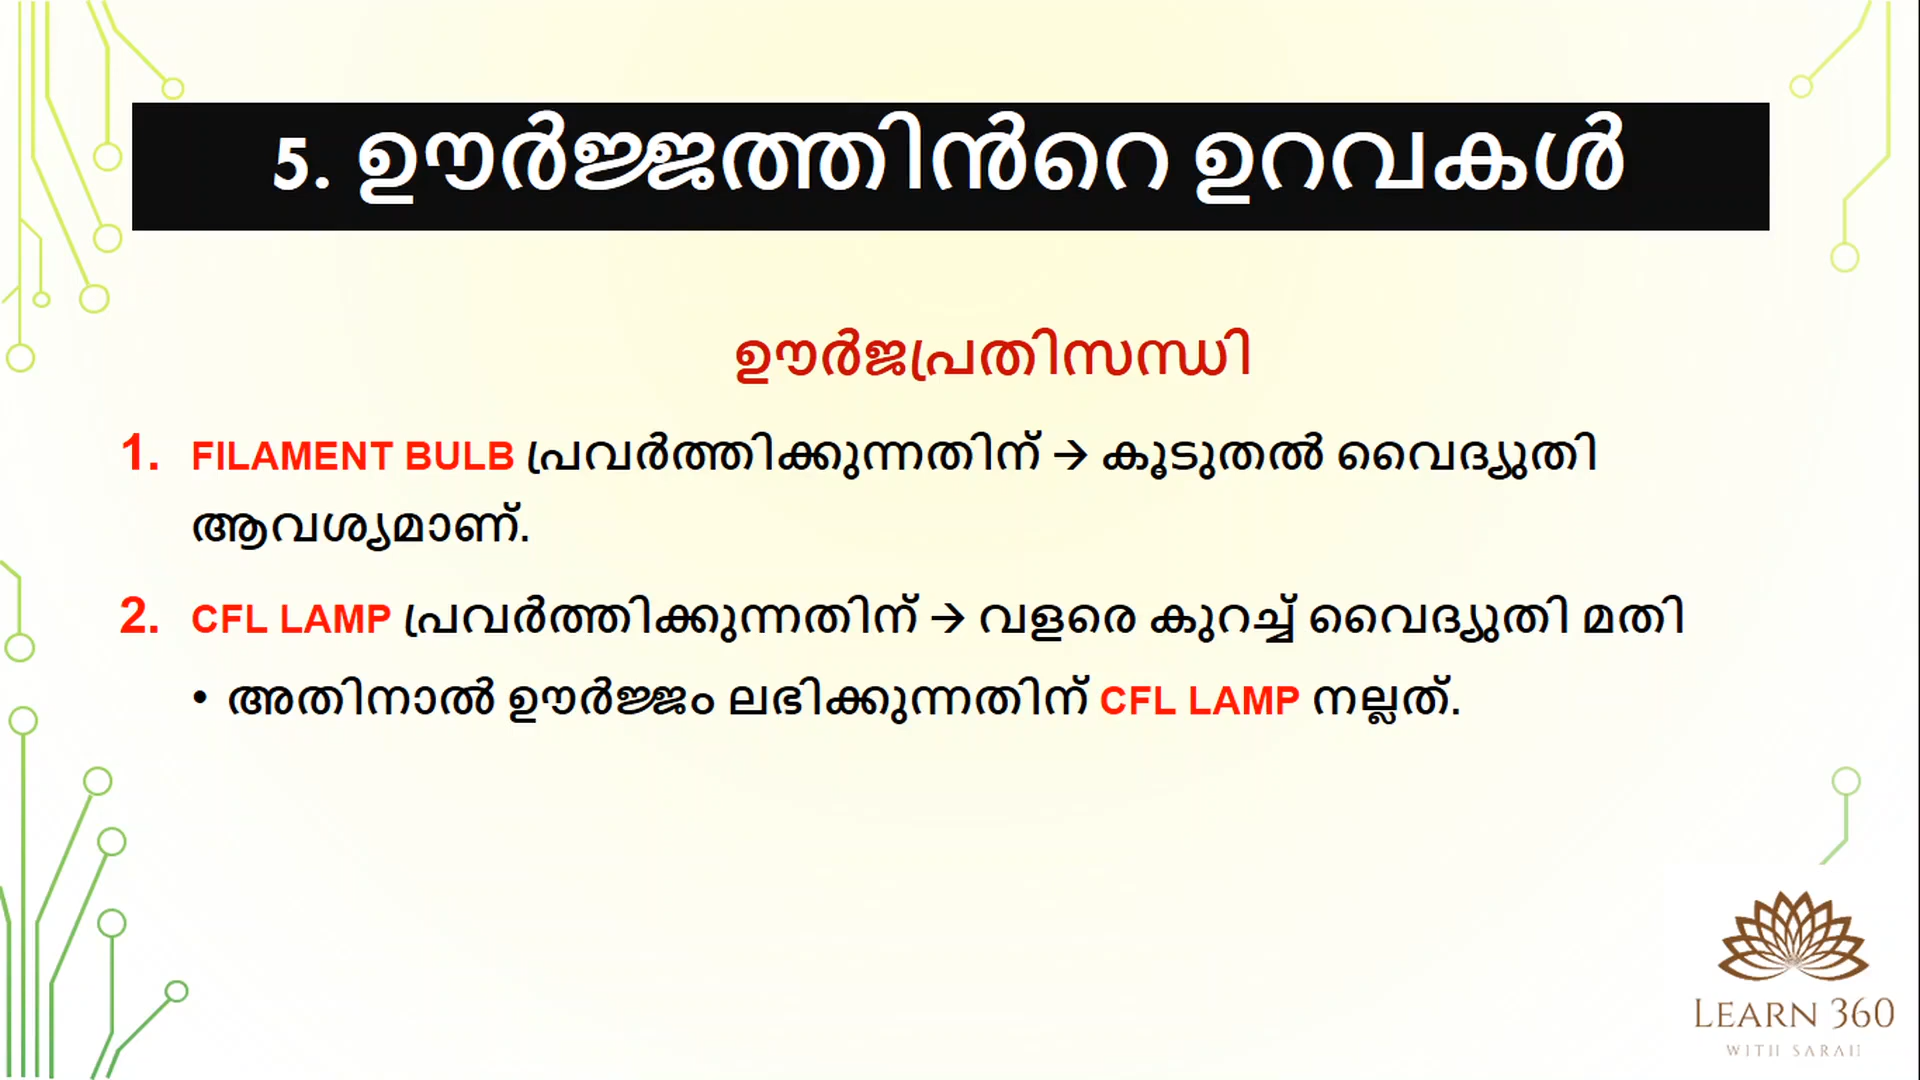 5. ഊർജ്ജത്തിൻറെ ഉറവകൾ
ഊർജപ്രതിസന്ധി
1. FILAMENT BULB പ്രവർത്തിക്കുന്നതിന് → കൂടുതൽ വൈദ്യുതി
ആവശ്യമാണ്.
2. CFL LAMP പ്രവർത്തിക്കുന്നതിന് → വളരെ കുറച്ച് വൈദ്യുതി മതി
• അതിനാൽ ഊർജ്ജം ലഭിക്കുന്നതിന് CFL LAMP നല്ലത്.
LEARN 360
WITH SARAH